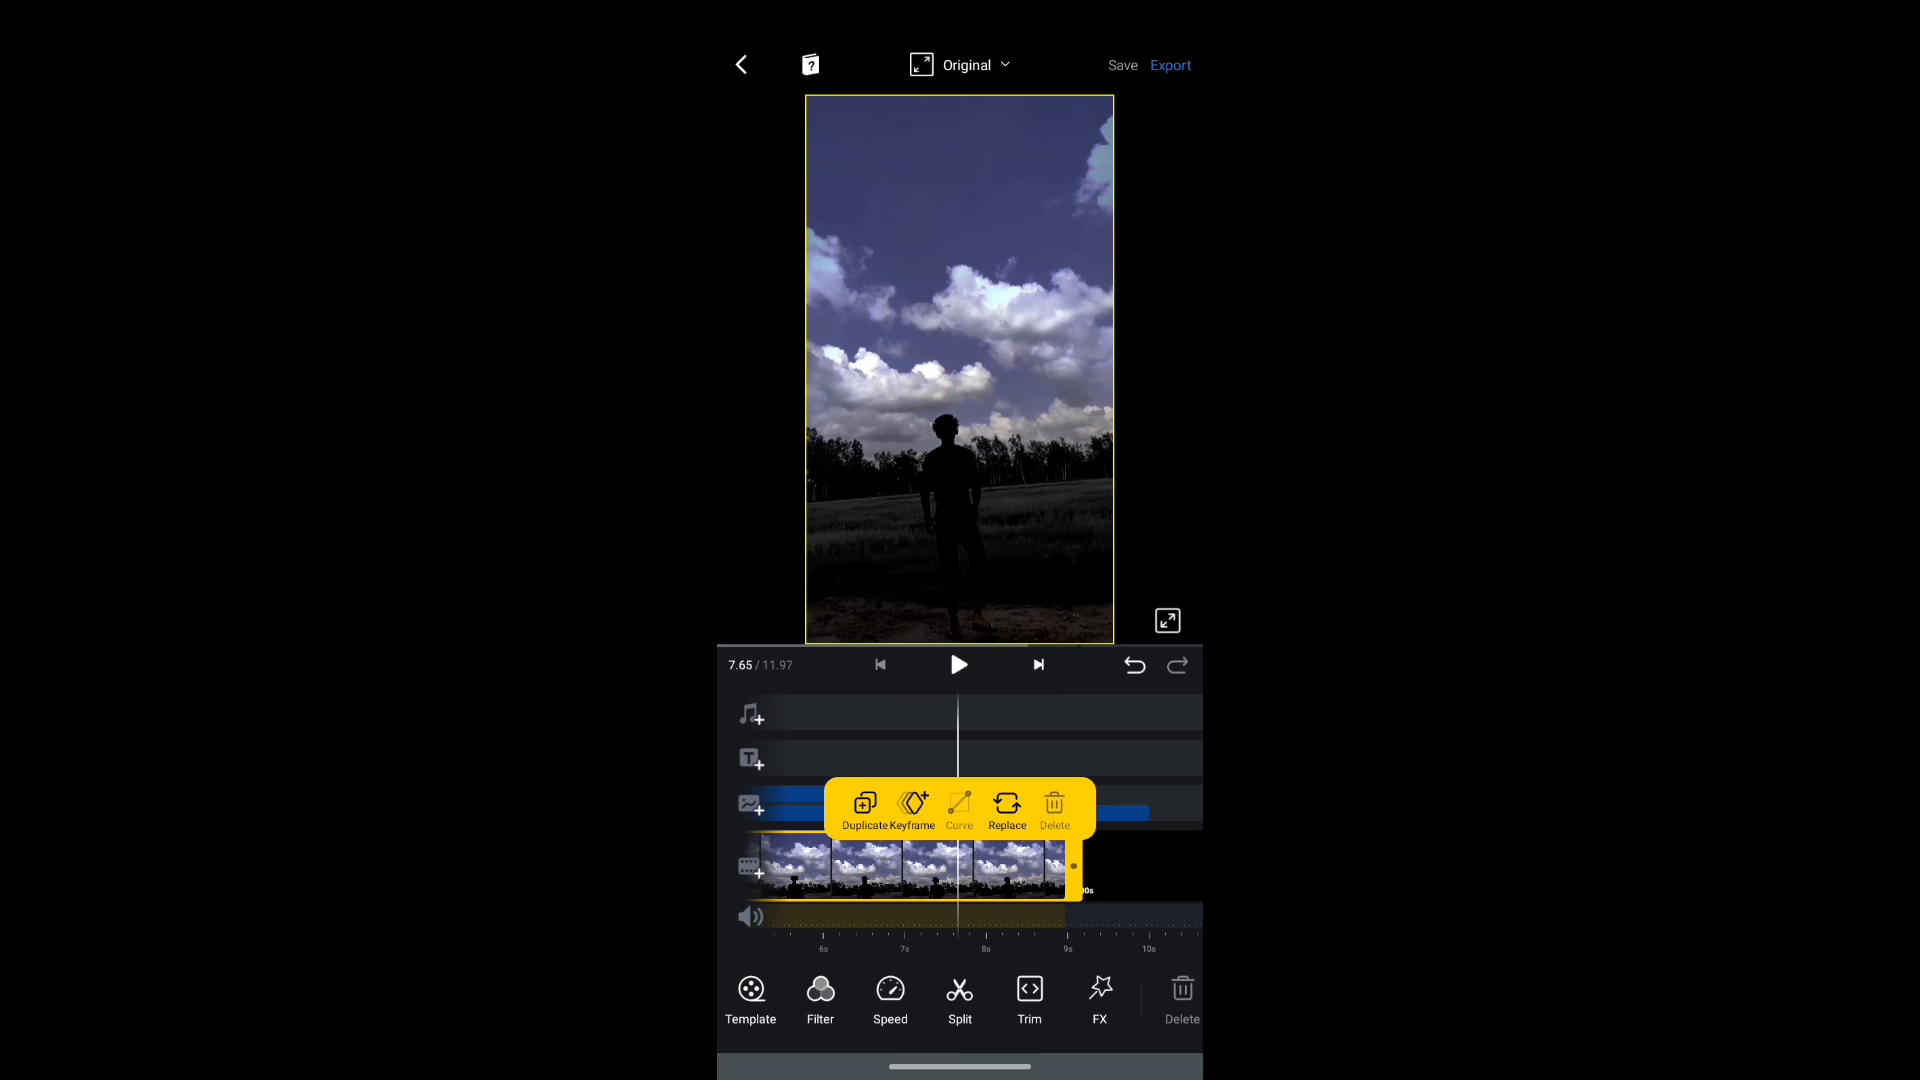 Original
Save Export
7.65 / 11.97
Duplicate Keyframe Curve Replace Delete
6s 7s 8s 9s 10s
Template Filter Speed Split Trim FX Delete